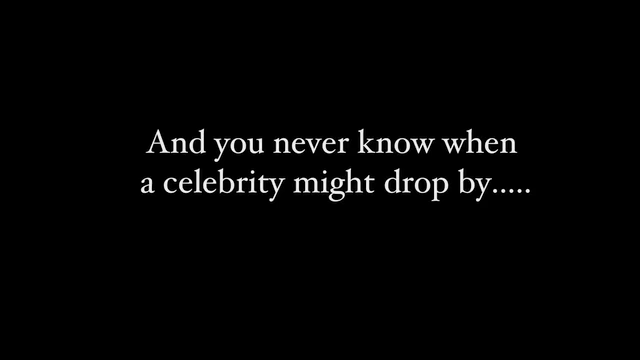 And you never know when
a celebrity might drop by.....